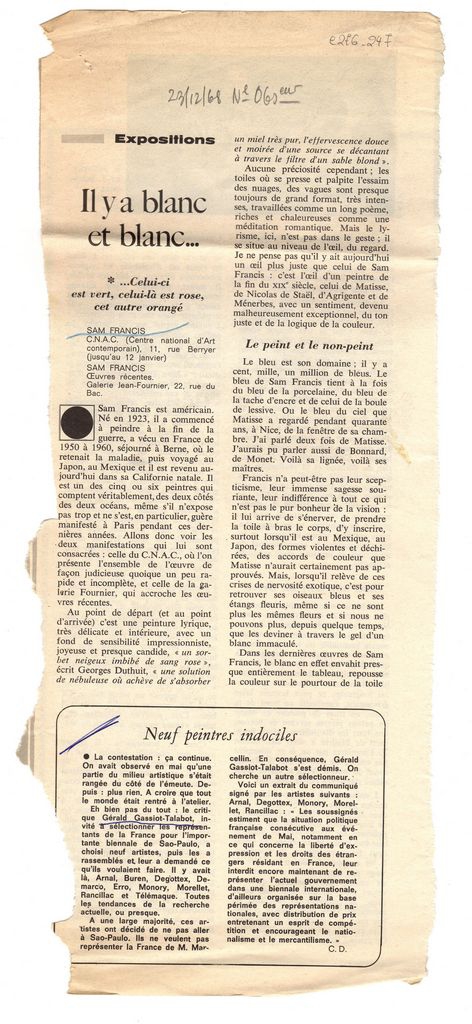 e216_247
23/12/68 Nel Obseur
Expositions
Il y a blanc
et blanc...
* ...Celui-ci
est vert, celui-là est rose,
cet autre orangé
SAM FRANCIS
C.N.A.C. (Centre national d'Art
contemporain), 11, rue Berryer
(jusqu'au 12 janvier)
SAM FRANCIS
Œuvres récentes.
Galerie Jean-Fournier, 22, rue du
Bac.
Sam Francis est américain.
Né en 1923, il a commencé
à peindre à la fin de la
guerre, a vécu en France de
1950 à 1960, séjourné à Berne, où le
retenait la maladie, puis voyagé au
Japon, au Mexique et il est revenu au-
jourd'hui dans sa Californie natale. Il
est un des cinq ou six peintres qui
comptent véritablement, des deux côtés
des deux océans, même s'il n'expose
pas trop et ne s'est, en particulier, guère
manifesté à Paris pendant ces der-
nières années. Allons donc voir les
deux manifestations qui lui sont
consacrées : celle du C.N.A.C., où l'on
présente l'ensemble de l'œuvre de
façon judicieuse quoique un peu ra-
pide et incomplète, et celle de la ga-
lerie Fournier, qui accroche les œu-
vres récentes.
Au point de départ (et au point
d'arrivée) c'est une peinture lyrique,
très délicate et intérieure, avec un
fond de sensibilité impressionniste,
joyeuse et presque candide, « un sor-
bet neigeux imbibé de sang rose »,
écrit Georges Duthuit, « une solution
de nébuleuse où achève de s'absorber
un miel très pur, l'effervescence douce
et moirée d'une source se décantant
à travers le filtre d'un sable blond ».
Aucune préciosité cependant ; les
toiles où se presse et palpite l'essaim
des nuages, des vagues sont presque
toujours de grand format, très inten-
ses, travaillées comme un long poème,
riches et chaleureuses comme une
méditation romantique. Mais le ly-
risme, ici, n'est pas dans le geste ; il
se situe au niveau de l'œil, du regard.
Je ne pense pas qu'il y ait aujourd'hui
un œil plus juste que celui de Sam
Francis : c'est l'œil d'un peintre de
la fin du XIXe siècle, celui de Matisse,
de Nicolas de Staël, d'Agrigente et de
Ménerbes, avec un sentiment, devenu
malheureusement exceptionnel, du ton
juste et de la logique de la couleur.
Le peint et le non-peint
Le bleu est son domaine ; il y a
cent, mille, un million de bleus. Le
bleu de Sam Francis tient à la fois
du bleu de la porcelaine, du bleu de
la tache d'encre et de celui de la boule
de lessive. Ou le bleu du ciel que
Matisse a regardé pendant quarante
ans, à Nice, de la fenêtre de sa cham-
bre. J'ai parlé deux fois de Matisse.
J'aurais pu parler aussi de Bonnard,
de Monet. Voilà sa lignée, voilà ses
maîtres.
Francis n'a peut-être pas leur scep-
ticisme, leur immense sagesse sou-
riante, leur indifférence à tout ce qui
n'est pas le pur bonheur de la vision :
il lui arrive de s'énerver, de prendre
la toile à bras le corps, d'y inscrire,
surtout lorsqu'il est au Mexique, au
Japon, des formes violentes et déchi-
rées, des accords de couleur que
Matisse n'aurait certainement pas ap-
prouvés. Mais, lorsqu'il relève de ces
crises de nervosité exotique, c'est pour
retrouver ses oiseaux bleus et ses
étangs fleuris, même si ce ne sont
plus les mêmes fleurs et si nous ne
pouvons plus, depuis quelque temps,
que les deviner à travers le gel d'un
blanc immaculé.
Dans les dernières œuvres de Sam
Francis, le blanc en effet envahit pres-
que entièrement le tableau, repousse
la couleur sur le pourtour de la toile
Neuf peintres indociles
● La contestation : ça continue.
On avait observé en mai qu'une
partie du milieu artistique s'était
rangée du côté de l'émeute. De-
puis : plus rien. A croire que tout
le monde était rentré à l'atelier.
Eh bien pas du tout : le criti-
que Gérald Gassiot-Talabot, in-
vité à sélectionner les représen-
tants de la France pour l'impor-
tante biennale de Sao-Paulo, a
choisi neuf artistes, puis les a
rassemblés et leur a demandé ce
qu'ils voulaient faire. Il y avait
là, Arnal, Buren, Degottex, De-
marco, Erro, Monory, Morellet,
Rancillac et Télémaque. Toutes
les tendances de la recherche
actuelle, ou presque.
A une large majorité, ces ar-
tistes ont décidé de ne pas aller
à Sao-Paulo. Ils ne veulent pas
représenter la France de M. Mar-
cellin. En conséquence, Gérald
Gassiot-Talabot s'est démis. On
cherche un autre sélectionneur.
Voici un extrait du communiqué
signé par les artistes suivants :
Arnal, Degottex, Monory, Morel-
let, Rancillac : « Les soussignés
estiment que la situation politique
française consécutive aux événe-
ment de Mai, notamment en
ce qui concerne la liberté d'ex-
pression et les droits des étran-
gers résidant en France, leur
interdit encore maintenant de re-
présenter l'actuel gouvernement
dans une biennale internationale,
d'ailleurs organisée sur la base
périmée des représentations na-
tionales, avec distribution de prix
entretenant un esprit de compé-
tition et encourageant le natio-
nalisme et le mercantilisme. »
C. D.